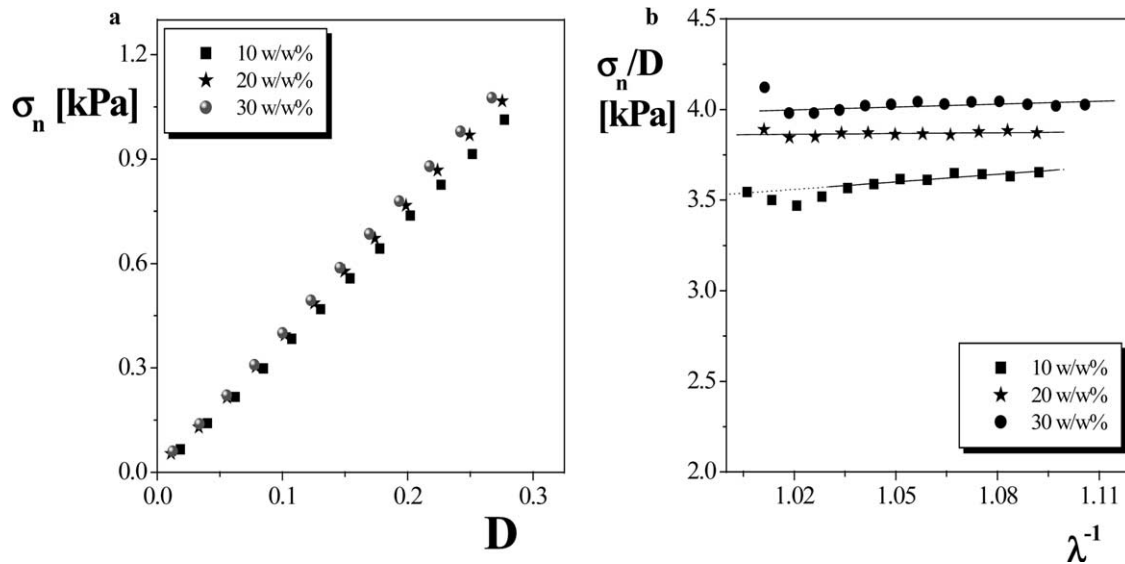 a
σn [kPa]
1.2
0.9
0.6
0.3
0.0
10 w/w%
20 w/w%
30 w/w%
0.0 0.1 0.2 0.3
D
b
σn/D
[kPa]
4.5
4.0
3.5
3.0
2.5
2.0
10 w/w%
20 w/w%
30 w/w%
1.02 1.05 1.08 1.11
λ-1